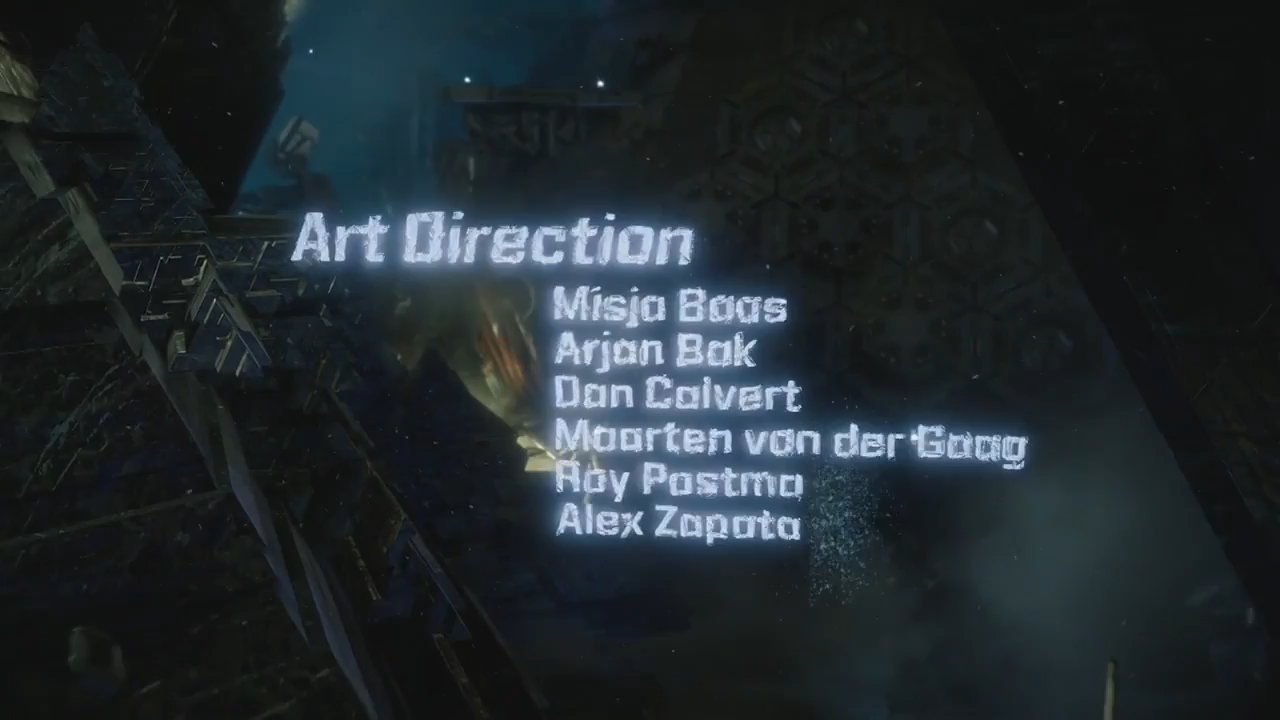 Art Direction
Misja Baas
Arjan Bak
Dan Calvert
Maarten van der Gaag
Roy Postma
Alex Zapata